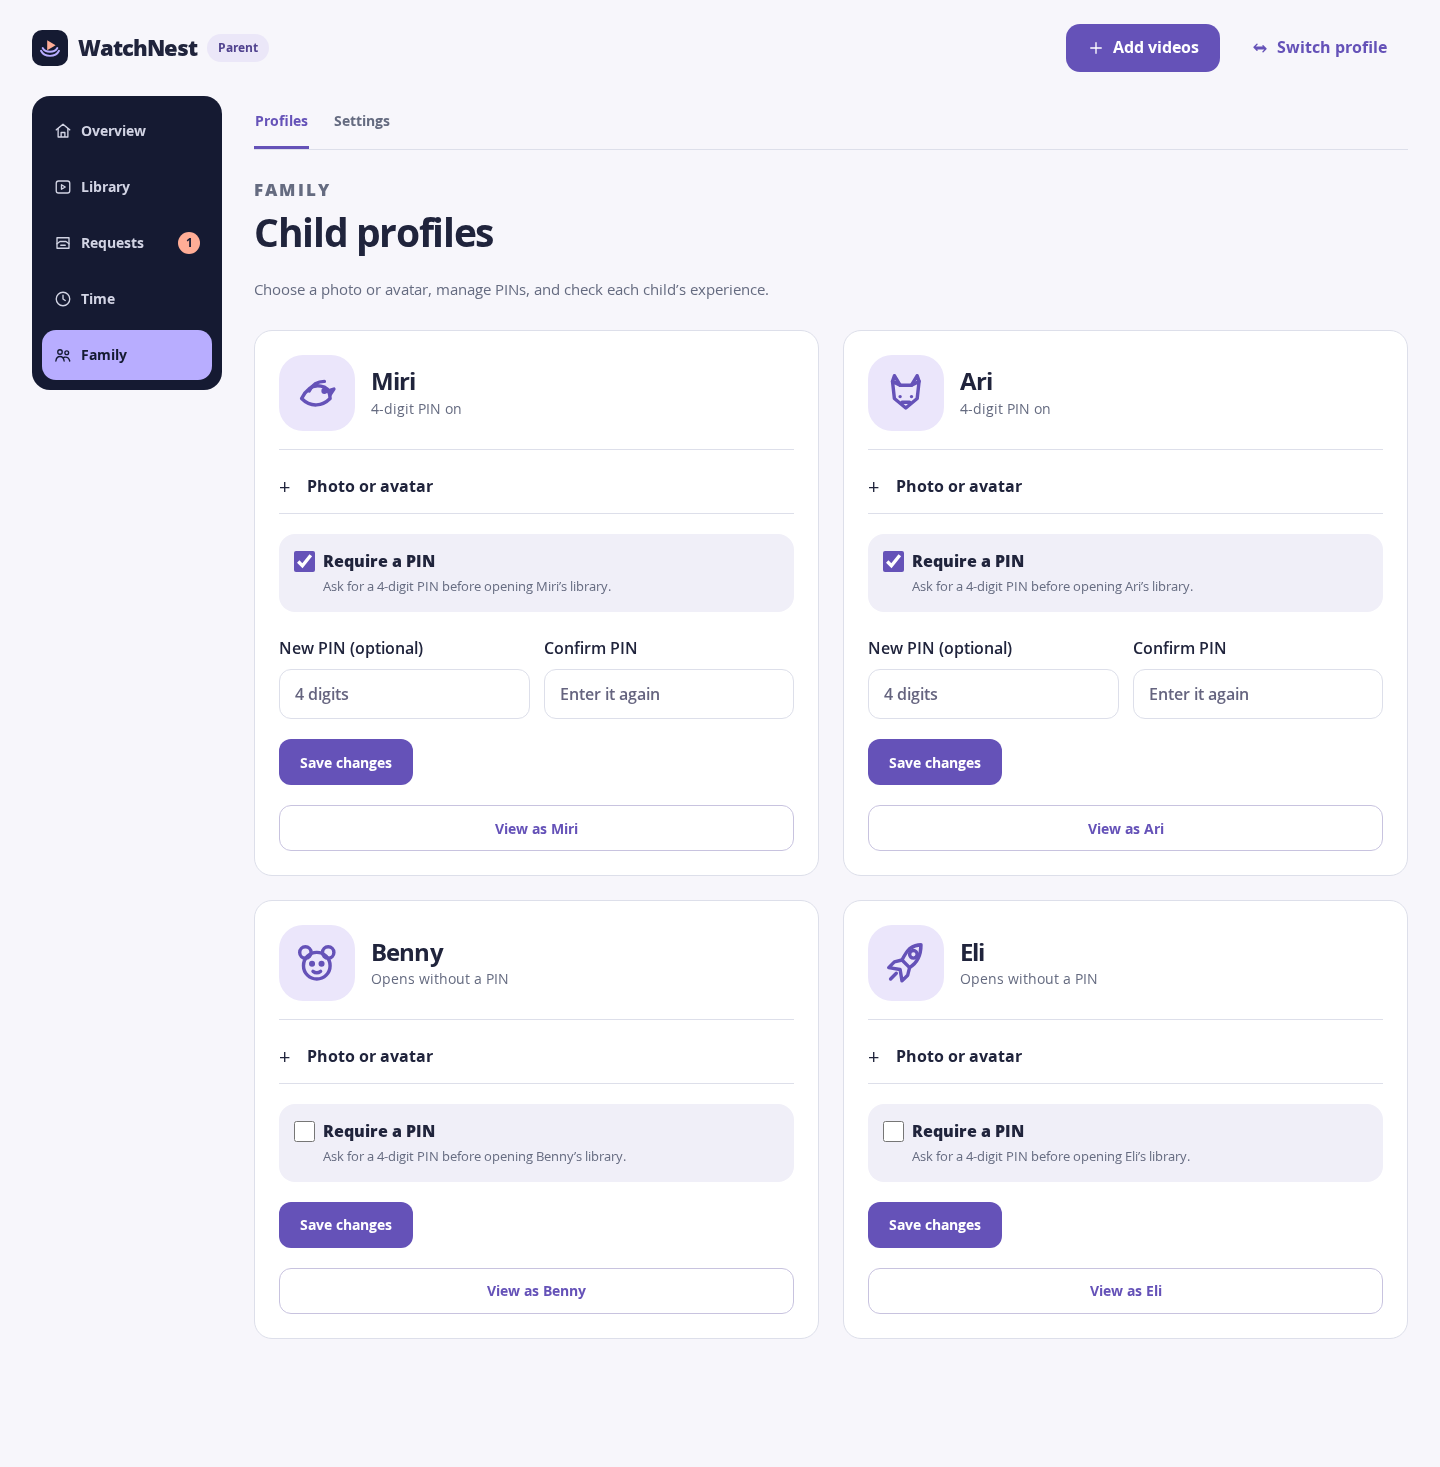 WatchNest
Parent
+ Add videos
↔ Switch profile
Overview
Library
Requests 1
Time
Family
Profiles
Settings
FAMILY
Child profiles
Choose a photo or avatar, manage PINs, and check each child’s experience.
Miri
4-digit PIN on
+ Photo or avatar
Require a PIN
Ask for a 4-digit PIN before opening Miri’s library.
New PIN (optional)
Confirm PIN
4 digits
Enter it again
Save changes
View as Miri
Ari
4-digit PIN on
+ Photo or avatar
Require a PIN
Ask for a 4-digit PIN before opening Ari’s library.
New PIN (optional)
Confirm PIN
4 digits
Enter it again
Save changes
View as Ari
Benny
Opens without a PIN
+ Photo or avatar
Require a PIN
Ask for a 4-digit PIN before opening Benny’s library.
Save changes
View as Benny
Eli
Opens without a PIN
+ Photo or avatar
Require a PIN
Ask for a 4-digit PIN before opening Eli’s library.
Save changes
View as Eli